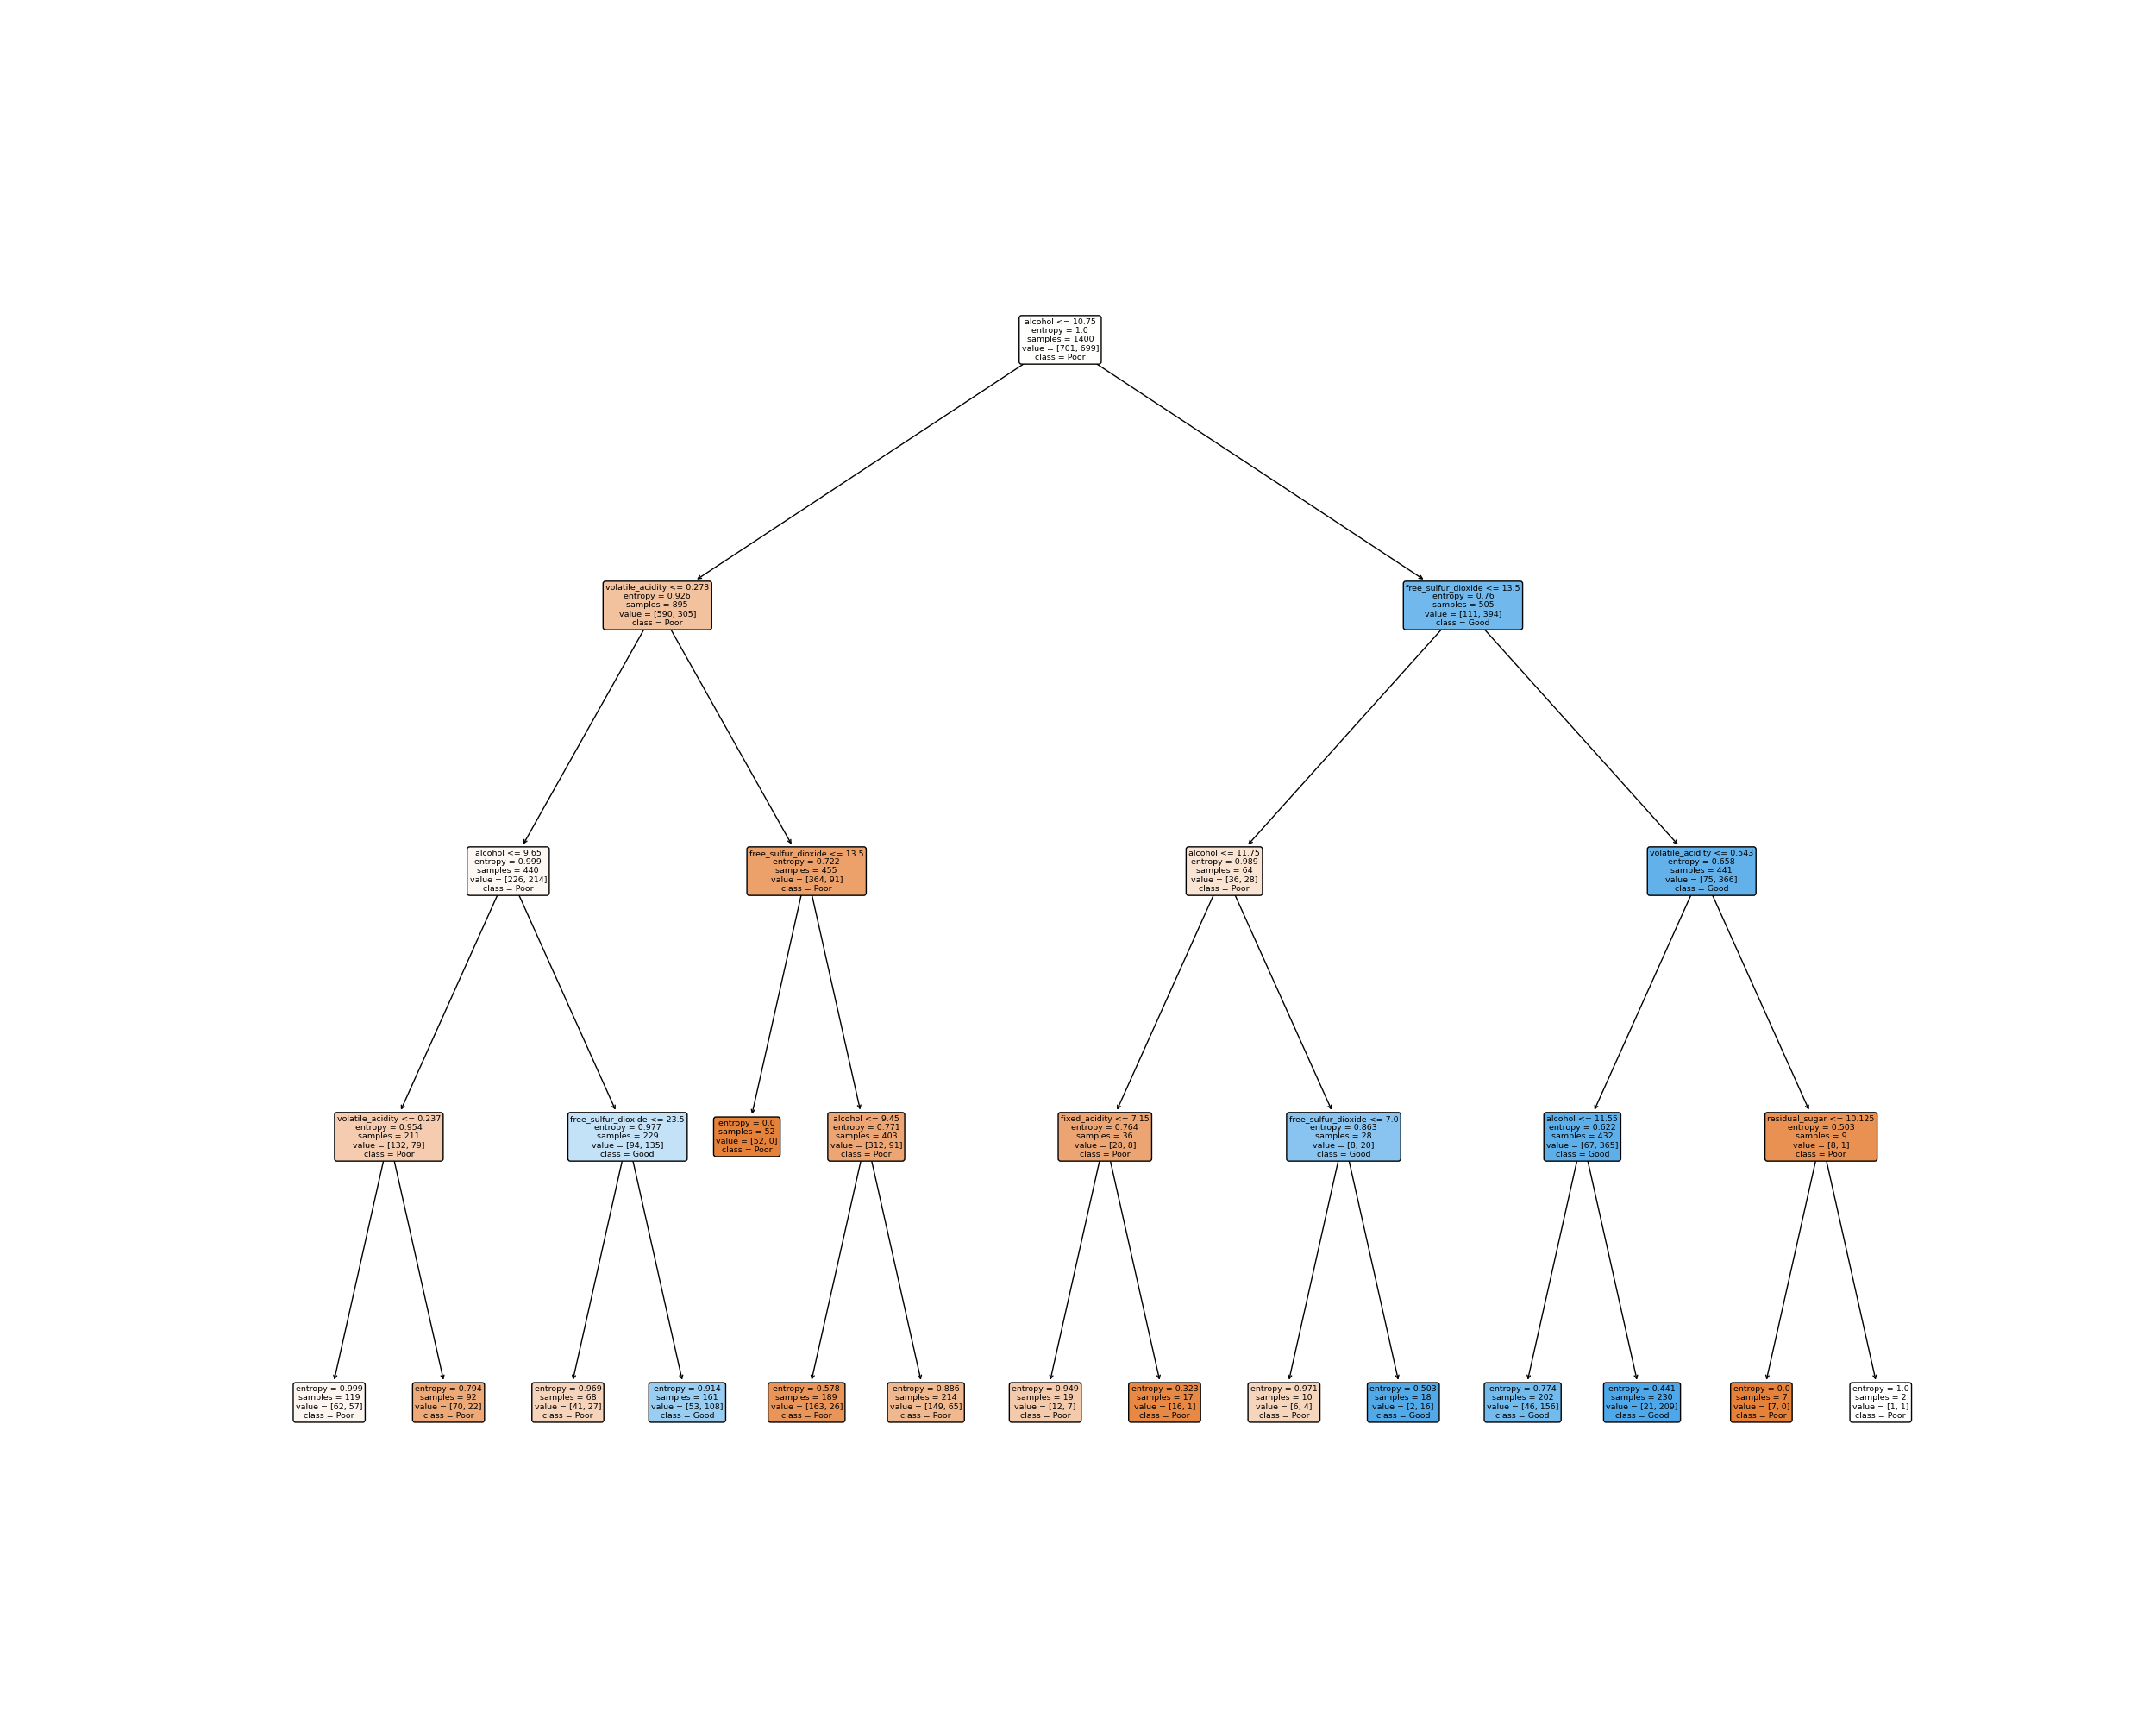 alcohol <= 10.75
entropy = 1.0
samples = 1400
value = [701, 699]
class = Poor
volatile_acidity <= 0.273
entropy = 0.926
samples = 895
value = [590, 305]
class = Poor
free_sulfur_dioxide <= 13.5
entropy = 0.76
samples = 505
value = [111, 394]
class = Good
alcohol <= 9.65
entropy = 0.999
samples = 440
value = [226, 214]
class = Poor
free_sulfur_dioxide <= 13.5
entropy = 0.722
samples = 455
value = [364, 91]
class = Poor
alcohol <= 11.75
entropy = 0.989
samples = 64
value = [36, 28]
class = Poor
volatile_acidity <= 0.543
entropy = 0.658
samples = 441
value = [75, 366]
class = Good
volatile_acidity <= 0.237
entropy = 0.954
samples = 211
value = [132, 79]
class = Poor
free_sulfur_dioxide <= 23.5
entropy = 0.977
samples = 229
value = [94, 135]
class = Good
entropy = 0.0
samples = 52
value = [52, 0]
class = Poor
alcohol <= 9.45
entropy = 0.771
samples = 403
value = [312, 91]
class = Poor
fixed_acidity <= 7.15
entropy = 0.764
samples = 36
value = [28, 8]
class = Poor
free_sulfur_dioxide <= 7.0
entropy = 0.863
samples = 28
value = [8, 20]
class = Good
alcohol <= 11.55
entropy = 0.622
samples = 432
value = [67, 365]
class = Good
residual_sugar <= 10.125
entropy = 0.503
samples = 9
value = [8, 1]
class = Poor
entropy = 0.999
samples = 119
value = [62, 57]
class = Poor
entropy = 0.794
samples = 92
value = [70, 22]
class = Poor
entropy = 0.969
samples = 68
value = [41, 27]
class = Poor
entropy = 0.914
samples = 161
value = [53, 108]
class = Good
entropy = 0.578
samples = 189
value = [163, 26]
class = Poor
entropy = 0.886
samples = 214
value = [149, 65]
class = Poor
entropy = 0.949
samples = 19
value = [12, 7]
class = Poor
entropy = 0.323
samples = 17
value = [16, 1]
class = Poor
entropy = 0.971
samples = 10
value = [6, 4]
class = Poor
entropy = 0.503
samples = 18
value = [2, 16]
class = Good
entropy = 0.774
samples = 202
value = [46, 156]
class = Good
entropy = 0.441
samples = 230
value = [21, 209]
class = Good
entropy = 0.0
samples = 7
value = [7, 0]
class = Poor
entropy = 1.0
samples = 2
value = [1, 1]
class = Poor